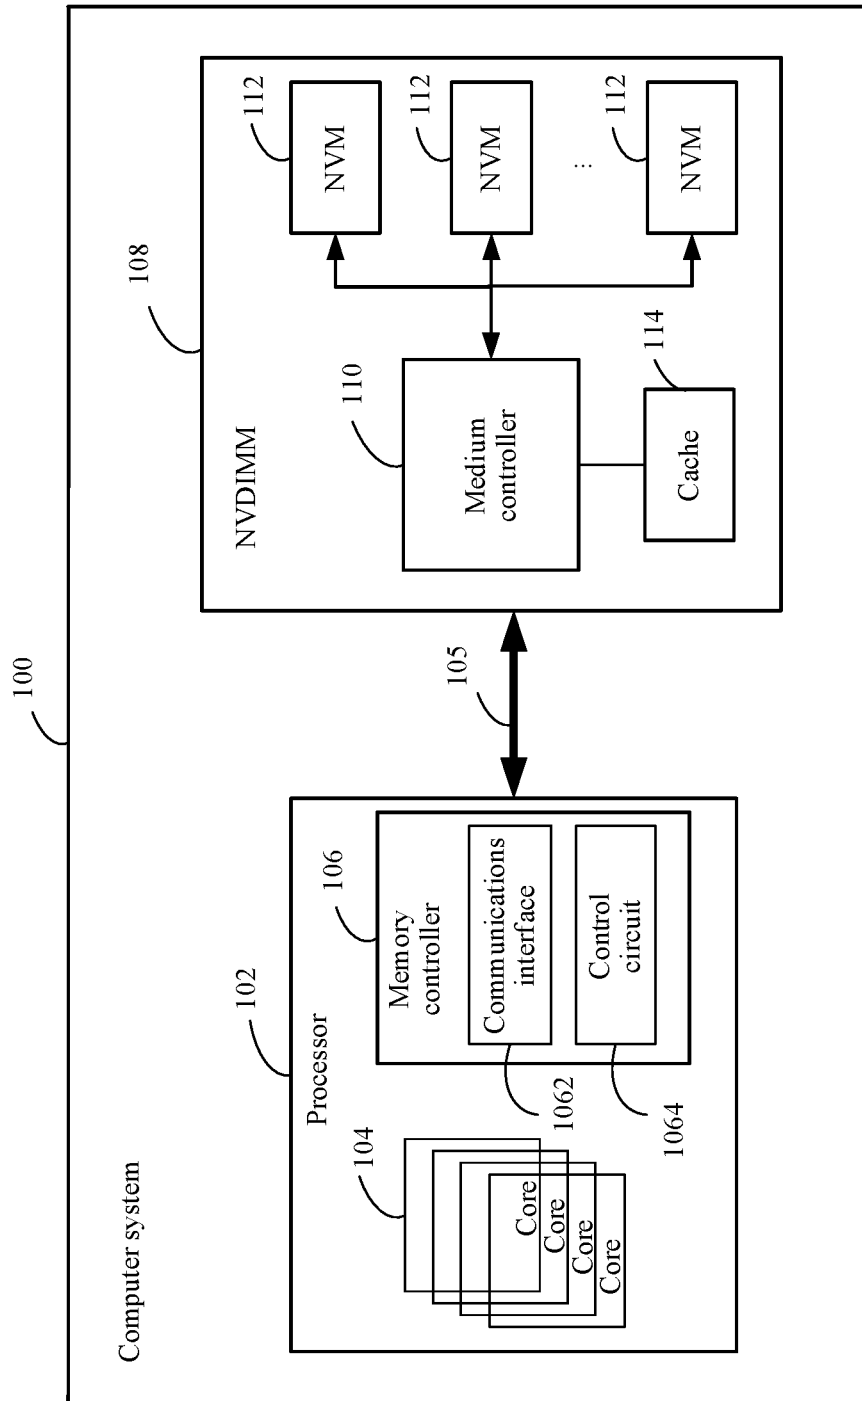 100
Computer system
102
Processor
104
Core
Core
Core
Core
106
Memory
controller
Communications
interface
1062
Control
circuit
1064
105
108
NVDIMM
110
Medium
controller
Cache
114
112
NVM
112
NVM
...
112
NVM